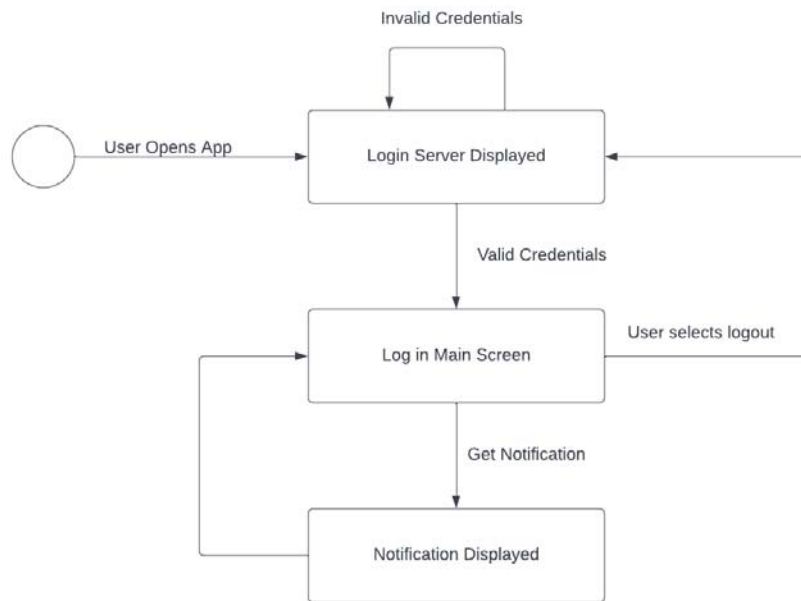 Invalid Credentials
User Opens App
Login Server Displayed
Valid Credentials
User selects logout
Log in Main Screen
Get Notification
Notification Displayed